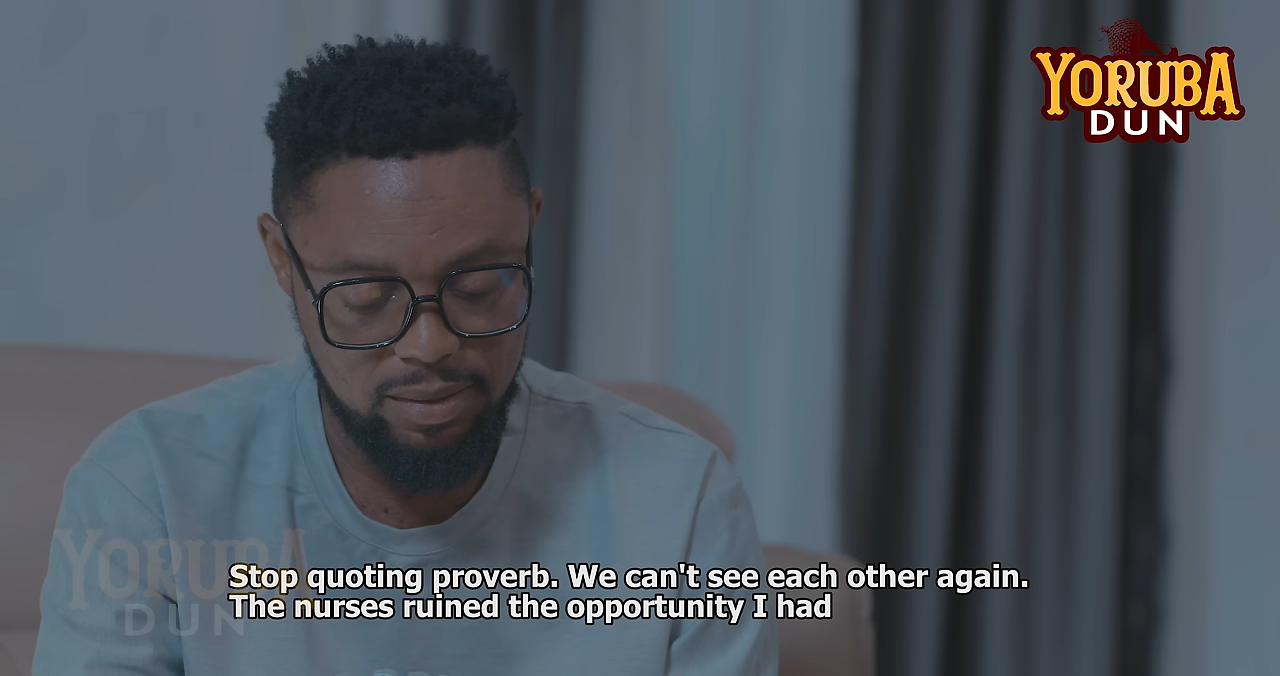 YORUBA
DUN
YORUBA
DUN
Stop quoting proverb. We can't see each other again.
The nurses ruined the opportunity I had